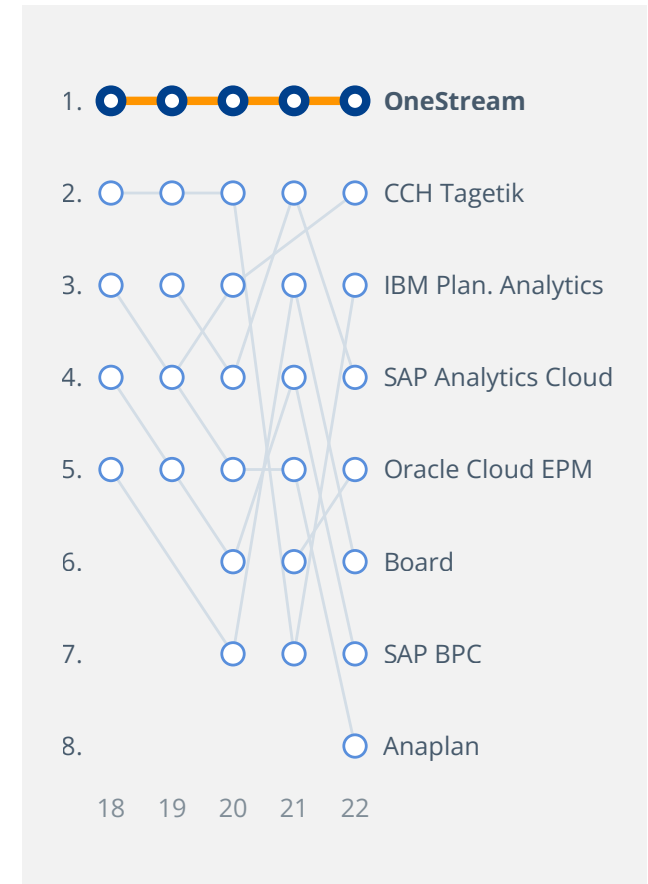 1. OneStream
2. CCH Tagetik
3. IBM Plan. Analytics
4. SAP Analytics Cloud
5. Oracle Cloud EPM
6. Board
7. SAP BPC
8. Anaplan
18 19 20 21 22